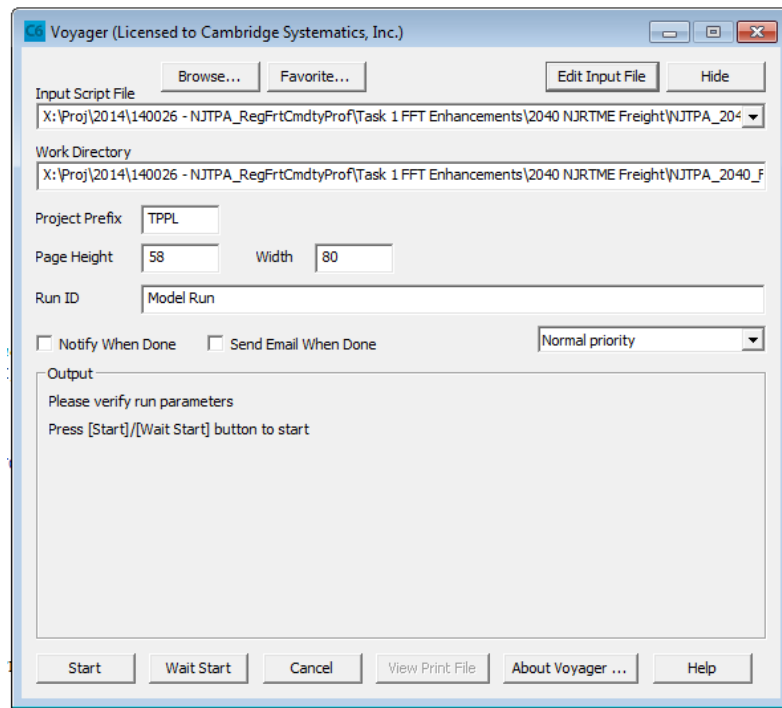 C6 Voyager (Licensed to Cambridge Systematics, Inc.)
Browse... Favorite... Edit Input File Hide
Input Script File
X:\Proj\2014\140026 - NJTPA_RegFrtCmdtyProf\Task 1 FFT Enhancements\2040 NJRTME Freight\NJTPA_204
Work Directory
X:\Proj\2014\140026 - NJTPA_RegFrtCmdtyProf\Task 1 FFT Enhancements\2040 NJRTME Freight\NJTPA_2040_F
Project Prefix TPPL
Page Height 58 Width 80
Run ID Model Run
Notify When Done Send Email When Done Normal priority
Output
Please verify run parameters
Press [Start]/[Wait Start] button to start
Start Wait Start Cancel View Print File About Voyager ... Help